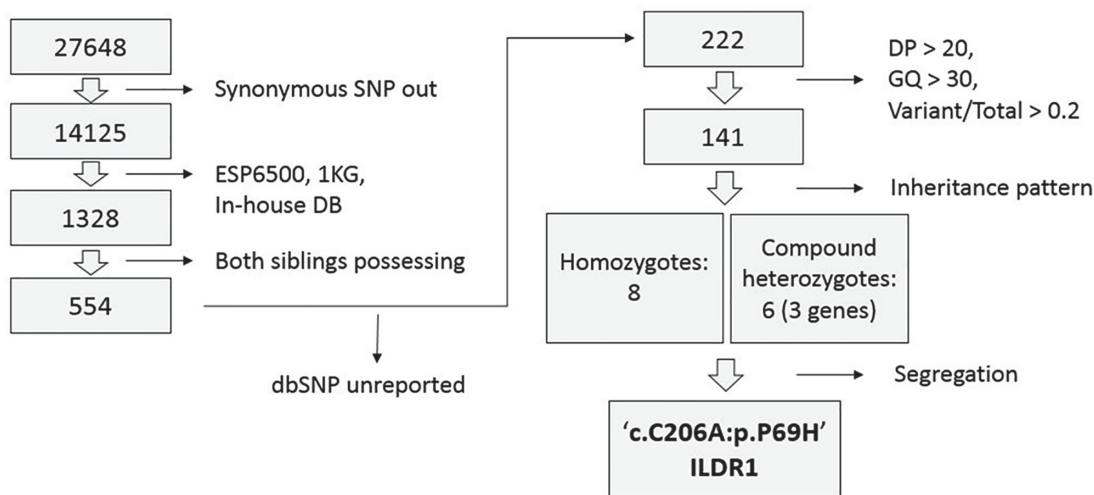 27648
Synonymous SNP out
14125
ESP6500, 1KG,
In-house DB
1328
Both siblings possessing
554
dbSNP unreported
222
DP > 20,
GQ > 30,
Variant/Total > 0.2
141
Inheritance pattern
Homozygotes:
8
Compound
heterozygotes:
6 (3 genes)
Segregation
‘c.C206A:p.P69H’
ILDR1